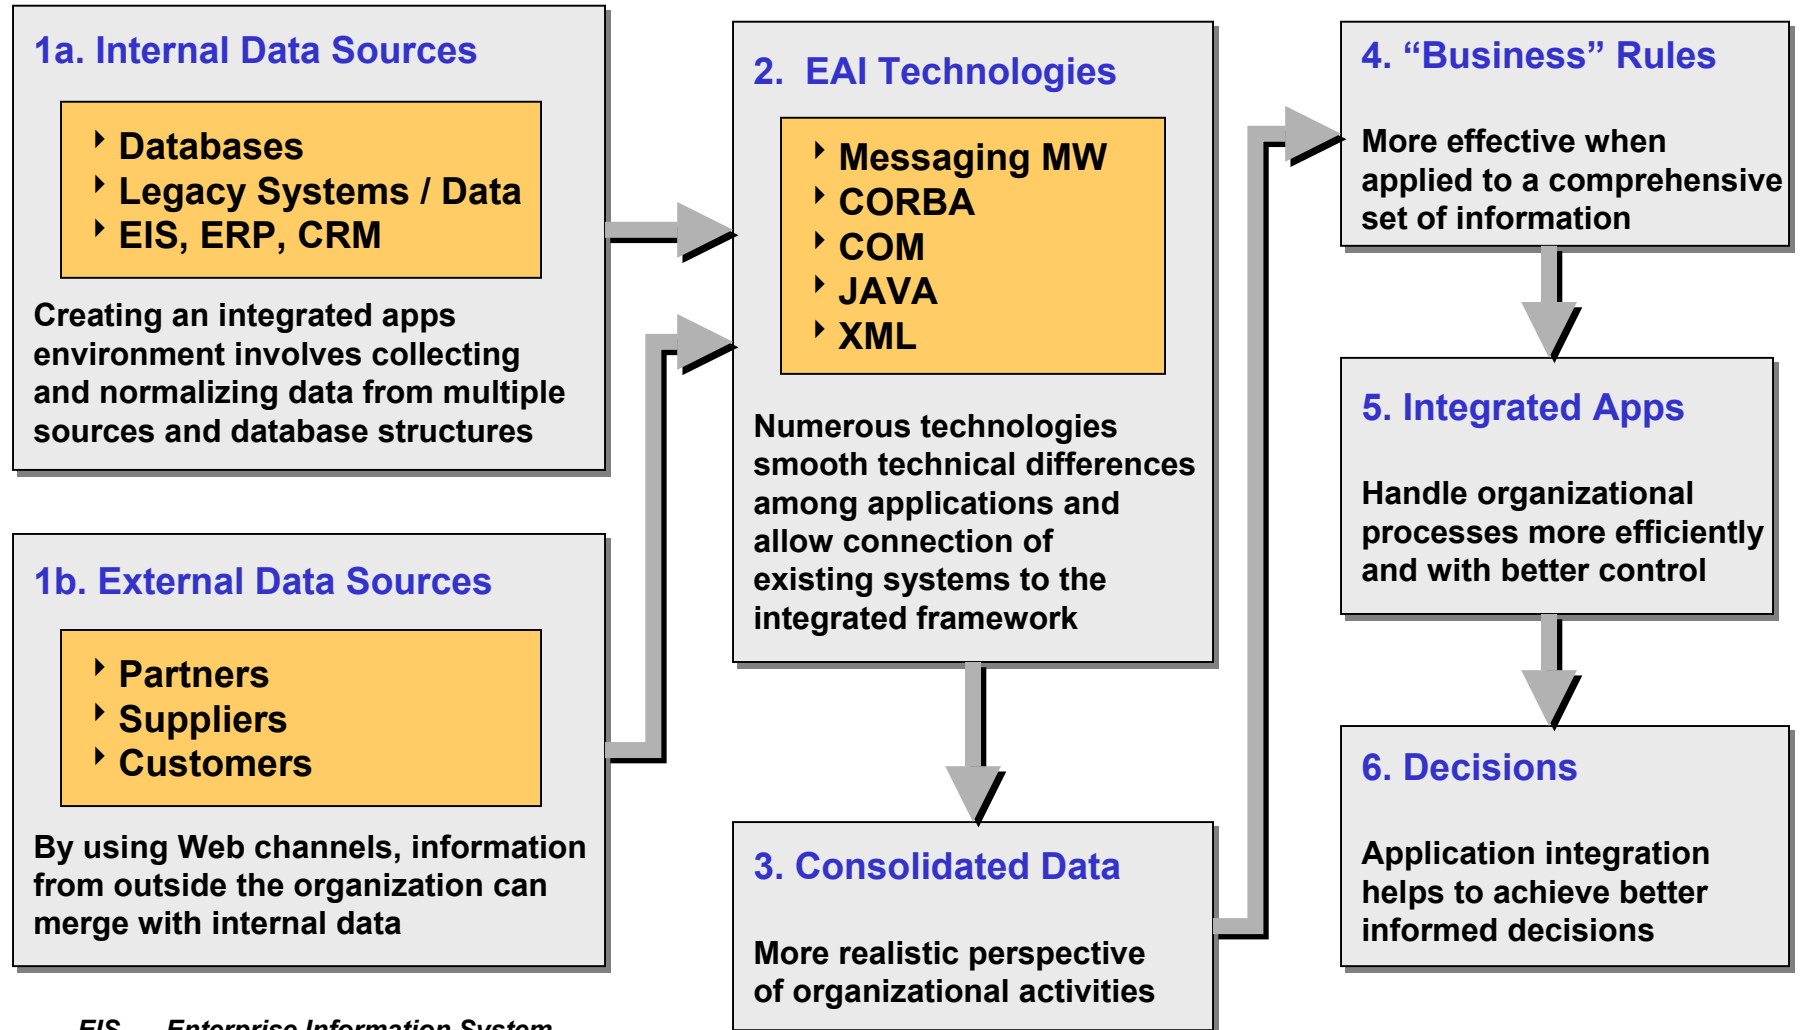 1a. Internal Data Sources
Databases
Legacy Systems / Data
EIS, ERP, CRM
Creating an integrated apps
environment involves collecting
and normalizing data from multiple
sources and database structures
1b. External Data Sources
Partners
Suppliers
Customers
By using Web channels, information
from outside the organization can
merge with internal data
2. EAI Technologies
Messaging MW
CORBA
COM
JAVA
XML
Numerous technologies
smooth technical differences
among applications and
allow connection of
existing systems to the
integrated framework
3. Consolidated Data
More realistic perspective
of organizational activities
4. “Business” Rules
More effective when
applied to a comprehensive
set of information
5. Integrated Apps
Handle organizational
processes more efficiently
and with better control
6. Decisions
Application integration
helps to achieve better
informed decisions
EIS Enterprise Information System